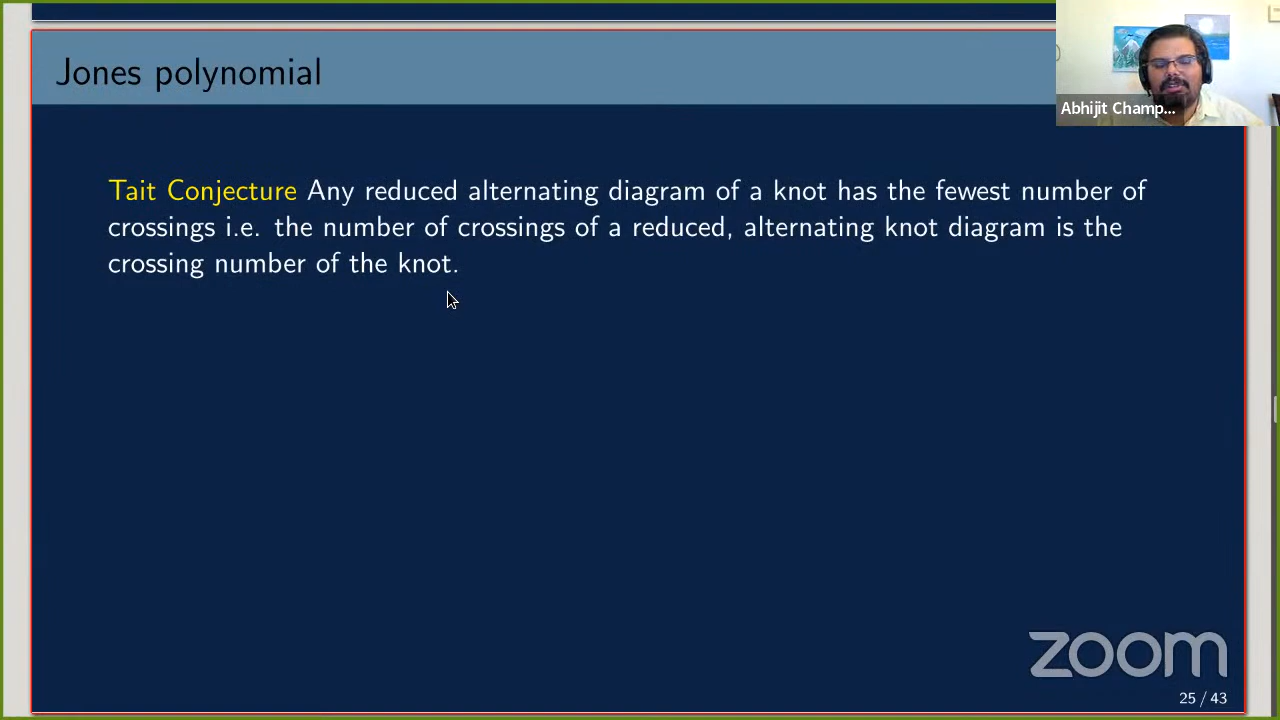 Jones polynomial
Abhijit Champ...
Tait Conjecture Any reduced alternating diagram of a knot has the fewest number of
crossings i.e. the number of crossings of a reduced, alternating knot diagram is the
crossing number of the knot.
zoom
25 / 43